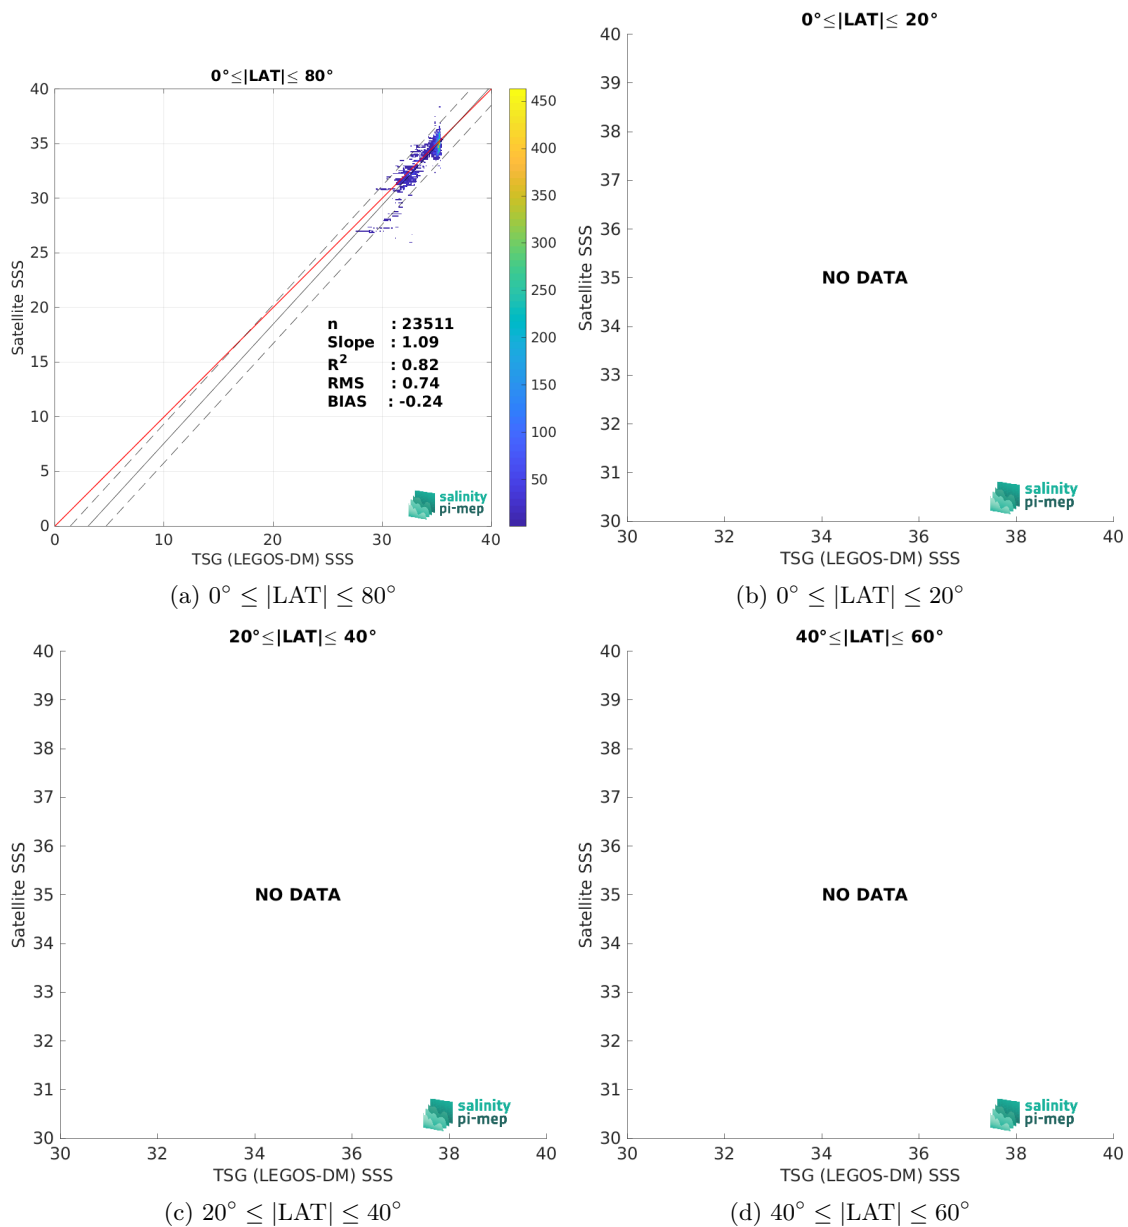 0°≤|LAT|≤ 80°
40
35
30
25
20
15
10
5
0
Satellite SSS
0
10
20
30
40
TSG (LEGOS-DM) SSS
450
400
350
300
250
200
150
100
50
n : 23511
Slope : 1.09
R² : 0.82
RMS : 0.74
BIAS : -0.24
salinity
pi-mep
(a) 0° ≤ |LAT| ≤ 80°
0°≤|LAT|≤ 20°
40
39
38
37
36
35
34
33
32
31
30
Satellite SSS
NO DATA
salinity
pi-mep
30
32
34
36
38
40
TSG (LEGOS-DM) SSS
(b) 0° ≤ |LAT| ≤ 20°
20°≤|LAT|≤ 40°
40
39
38
37
36
35
34
33
32
31
30
Satellite SSS
NO DATA
salinity
pi-mep
30
32
34
36
38
40
TSG (LEGOS-DM) SSS
(c) 20° ≤ |LAT| ≤ 40°
40°≤|LAT|≤ 60°
40
39
38
37
36
35
34
33
32
31
30
Satellite SSS
NO DATA
salinity
pi-mep
30
32
34
36
38
40
TSG (LEGOS-DM) SSS
(d) 40° ≤ |LAT| ≤ 60°